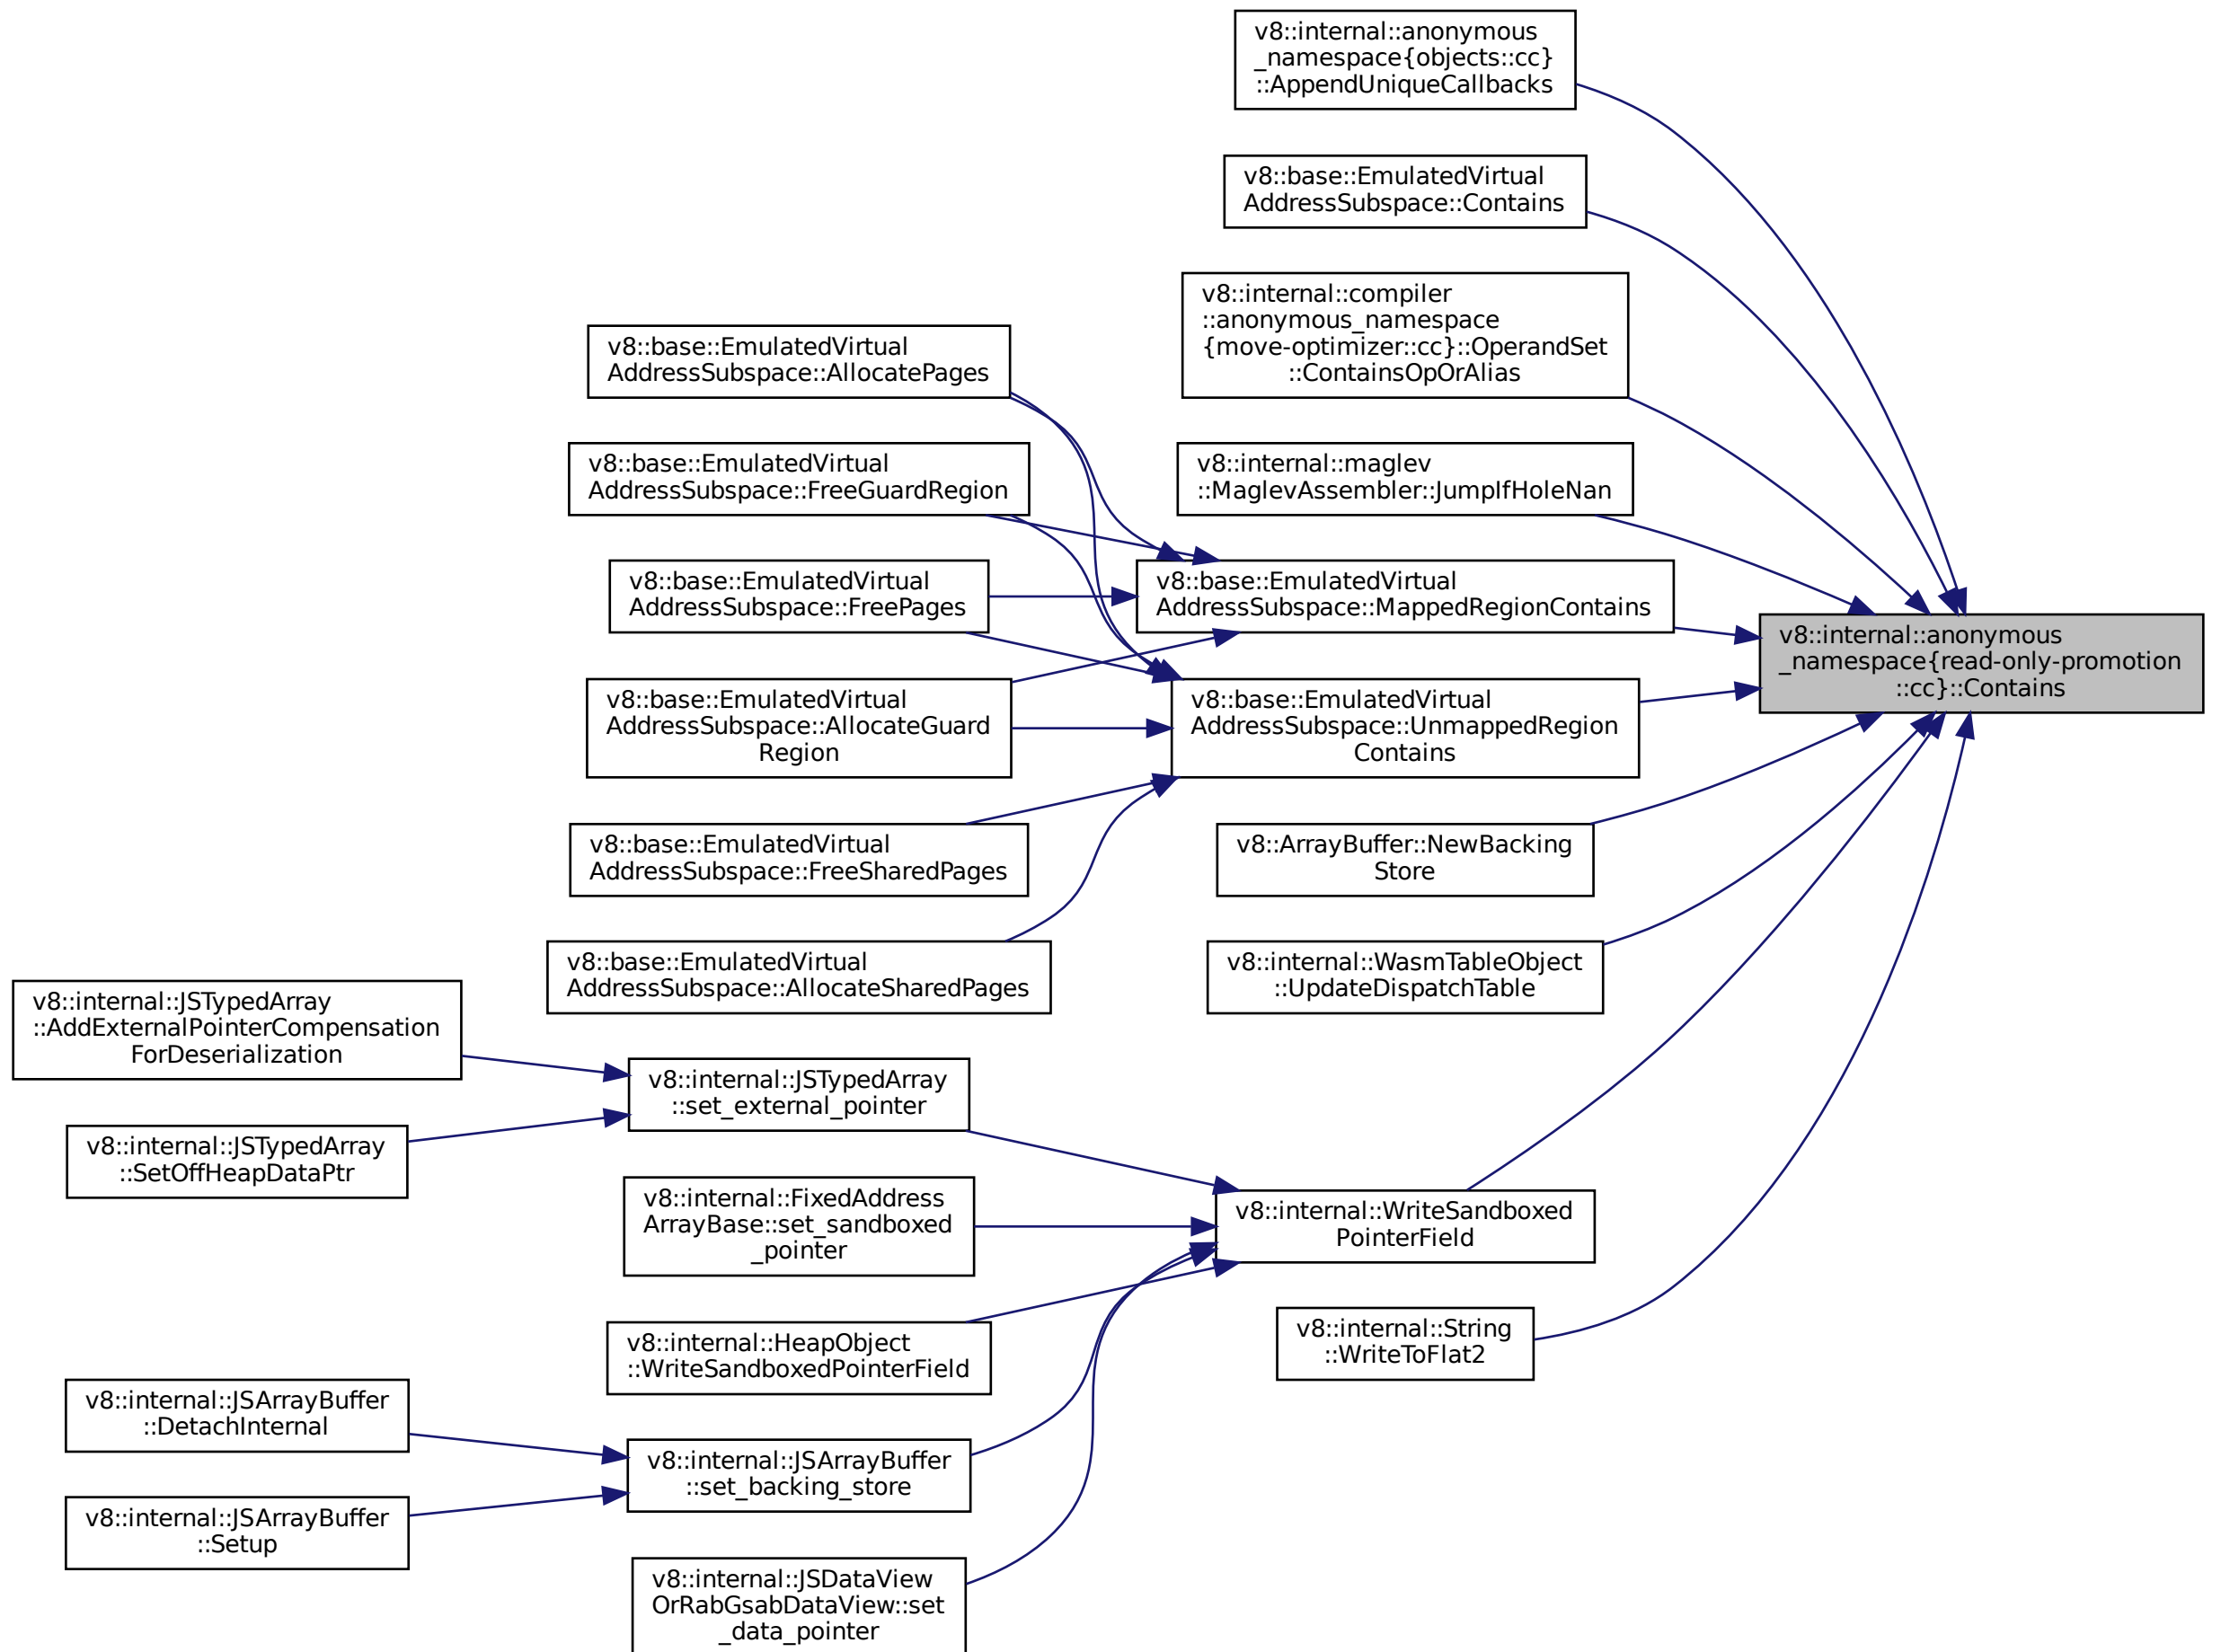 v8::internal::anonymous
_namespace{objects::cc}
::AppendUniqueCallbacks
v8::base::EmulatedVirtual
AddressSubspace::Contains
v8::internal::compiler
::anonymous_namespace
{move-optimizer::cc}::OperandSet
::ContainsOpOrAlias
v8::internal::maglev
::MaglevAssembler::JumpIfHoleNan
v8::base::EmulatedVirtual
AddressSubspace::AllocatePages
v8::base::EmulatedVirtual
AddressSubspace::FreeGuardRegion
v8::base::EmulatedVirtual
AddressSubspace::FreePages
v8::base::EmulatedVirtual
AddressSubspace::MappedRegionContains
v8::internal::anonymous
_namespace{read-only-promotion
::cc}::Contains
v8::base::EmulatedVirtual
AddressSubspace::AllocateGuard
Region
v8::base::EmulatedVirtual
AddressSubspace::UnmappedRegion
Contains
v8::base::EmulatedVirtual
AddressSubspace::FreeSharedPages
v8::ArrayBuffer::NewBacking
Store
v8::base::EmulatedVirtual
AddressSubspace::AllocateSharedPages
v8::internal::WasmTableObject
::UpdateDispatchTable
v8::internal::JSTypedArray
::AddExternalPointerCompensation
ForDeserialization
v8::internal::JSTypedArray
::set_external_pointer
v8::internal::JSTypedArray
::SetOffHeapDataPtr
v8::internal::FixedAddress
ArrayBase::set_sandboxed
_pointer
v8::internal::WriteSandboxed
PointerField
v8::internal::HeapObject
::WriteSandboxedPointerField
v8::internal::String
::WriteToFlat2
v8::internal::JSArrayBuffer
::DetachInternal
v8::internal::JSArrayBuffer
::set_backing_store
v8::internal::JSArrayBuffer
::Setup
v8::internal::JSDataView
OrRabGsabDataView::set
_data_pointer